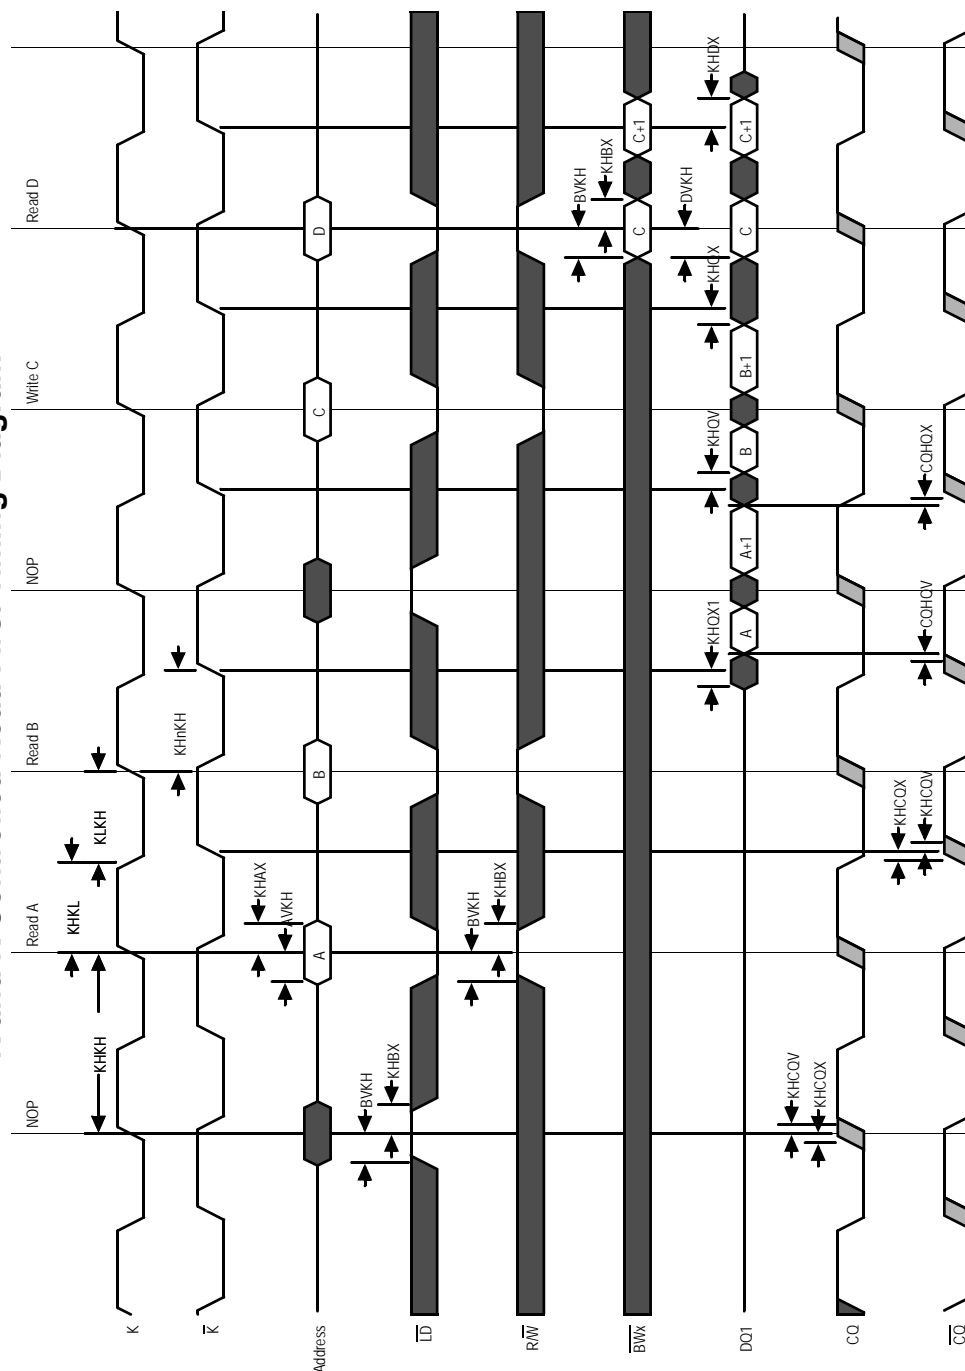 NOP
Read A
Read B
NOP
Write C
Read D
K
KHKH
KHKL
KLKH
K
KHnKH
Address
A
B
C
D
AVKH
KHAX
LD
BVKH
KHBX
R/W
BVKH
KHBX
BWx
C
C+1
BVKH
KHBX
DQ1
A
A+1
B
B+1
C
C+1
KHQX1
KHQV
KHQX
DVKH
KHDX
CQ
KHCQV
KHCQX
CQ
KHCQX
KHCQV
CQHQV
CQHQX